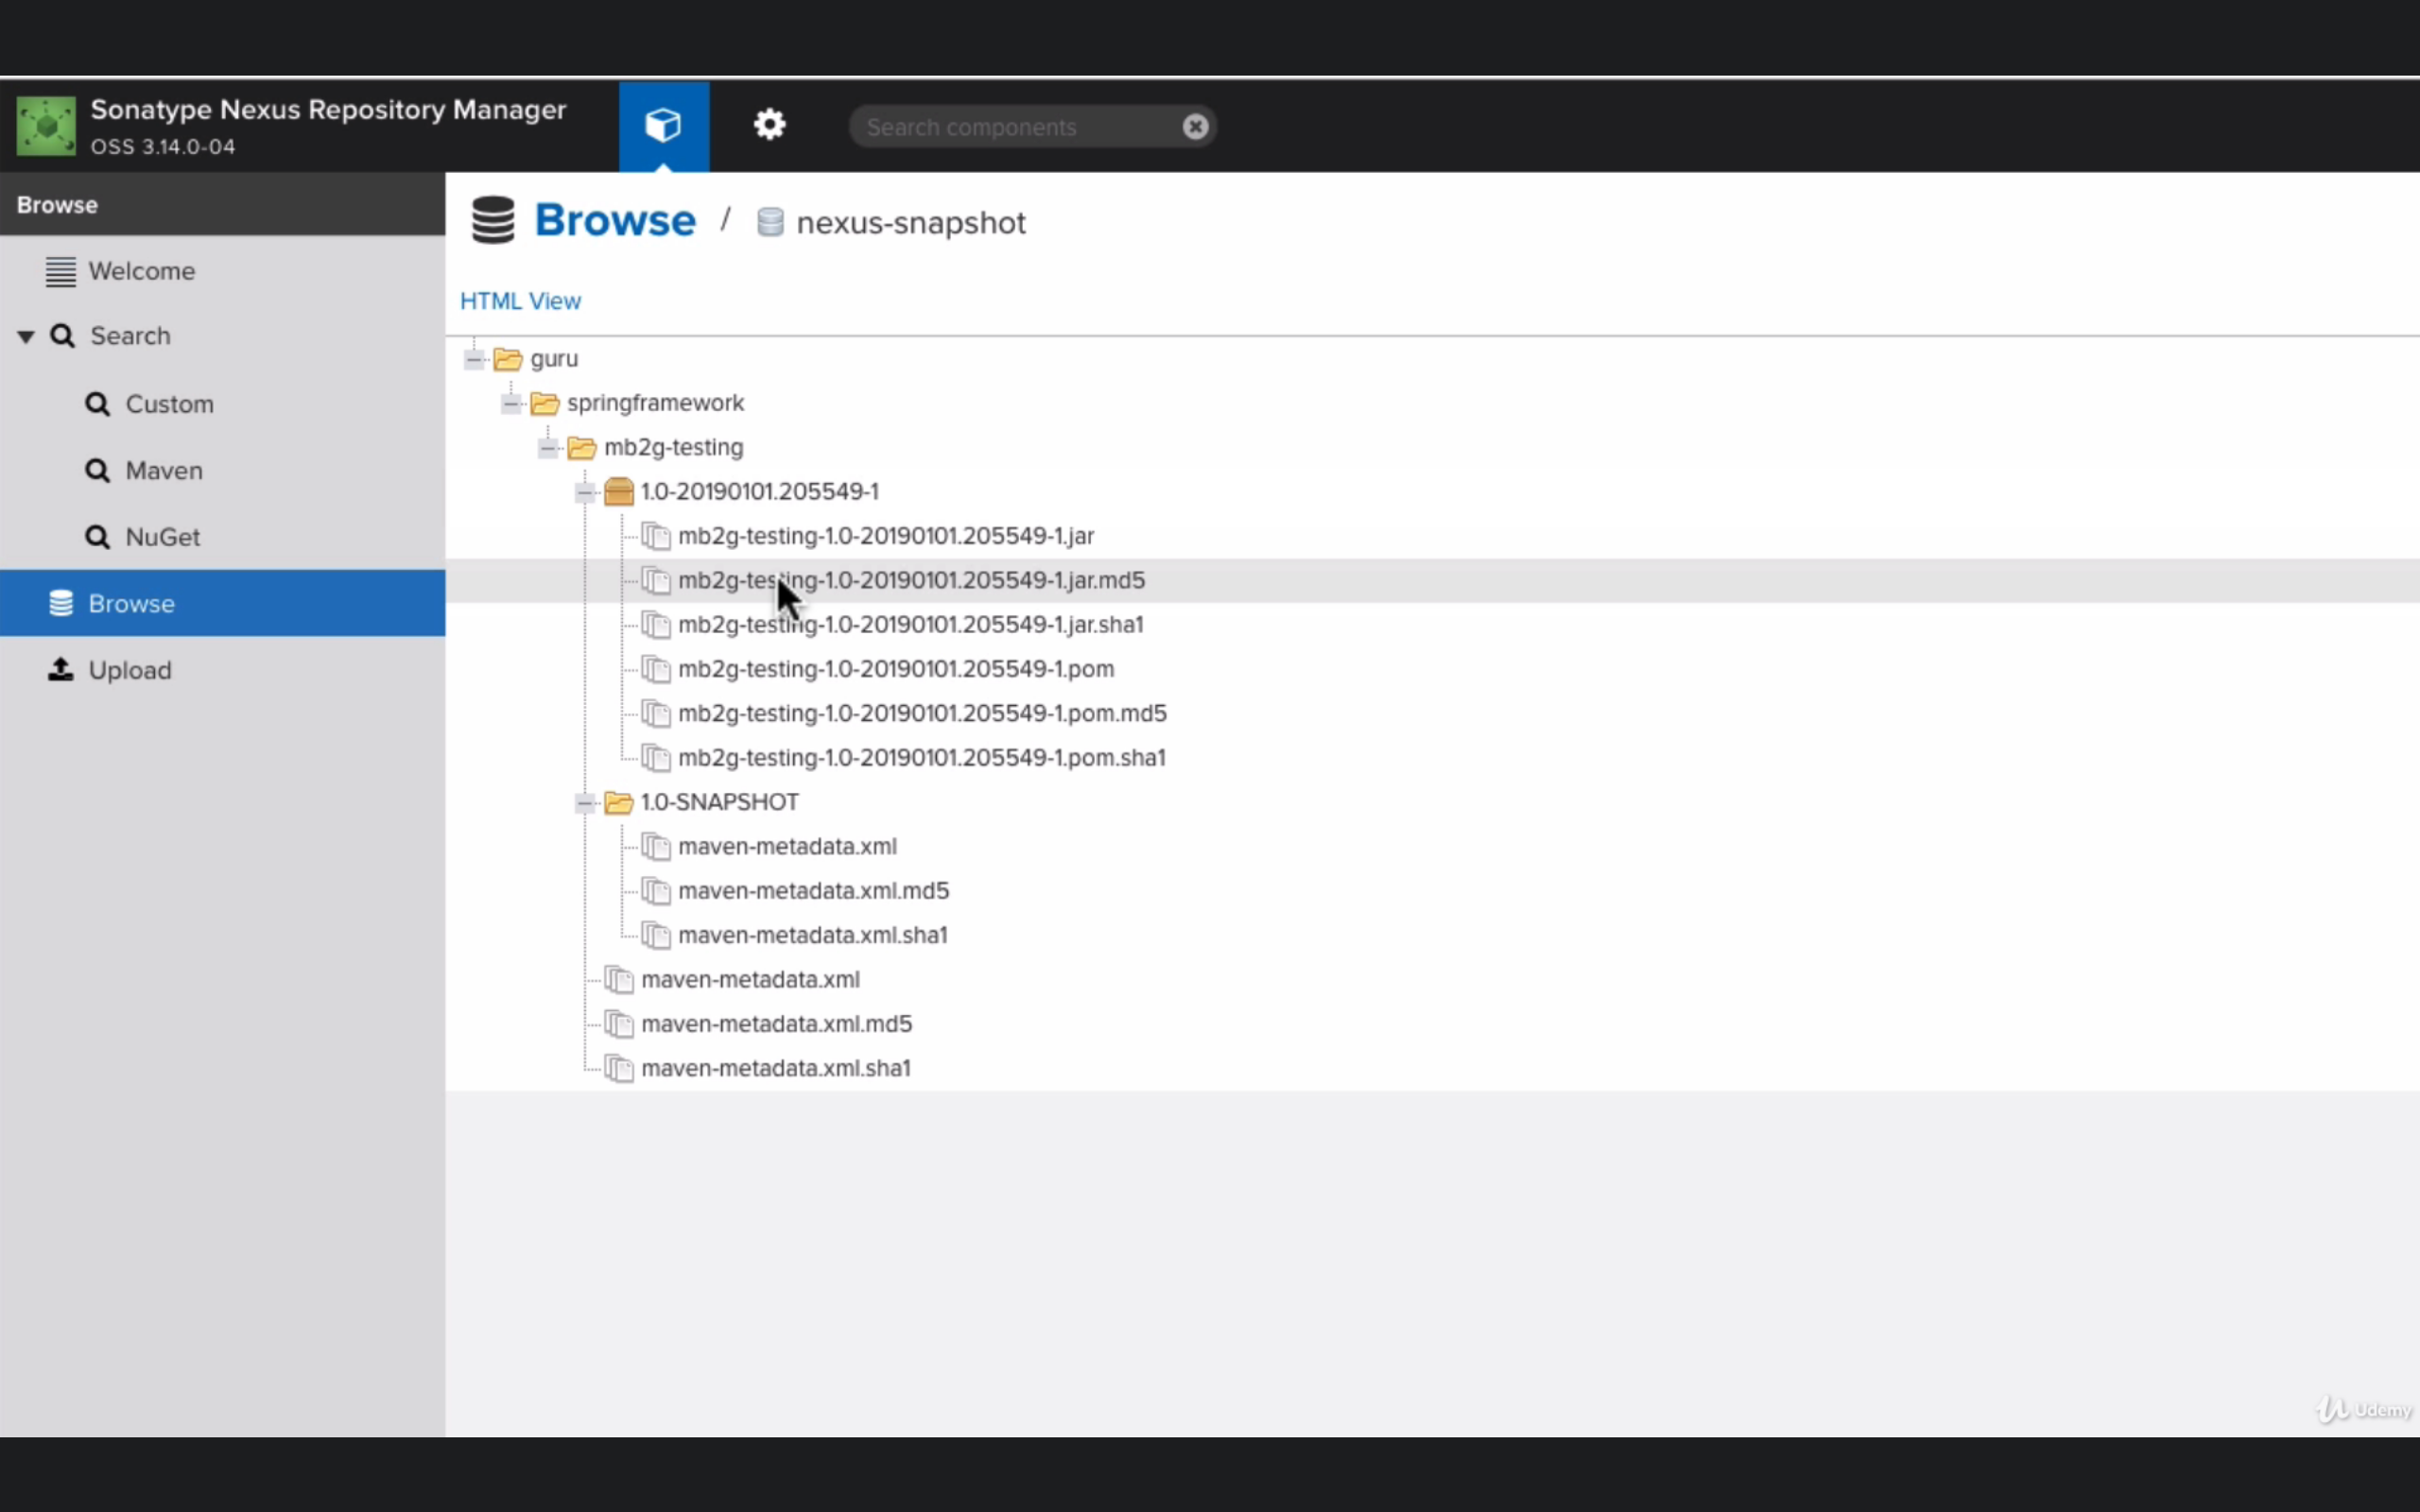 Sonatype Nexus Repository Manager
OSS 3.14.0-04
Search components
Browse
Welcome
Search
Custom
Maven
NuGet
Browse
Upload
Browse / nexus-snapshot
HTML View
guru
springframework
mb2g-testing
1.0-20190101.205549-1
mb2g-testing-1.0-20190101.205549-1.jar
mb2g-testing-1.0-20190101.205549-1.jar.md5
mb2g-testing-1.0-20190101.205549-1.jar.sha1
mb2g-testing-1.0-20190101.205549-1.pom
mb2g-testing-1.0-20190101.205549-1.pom.md5
mb2g-testing-1.0-20190101.205549-1.pom.sha1
1.0-SNAPSHOT
maven-metadata.xml
maven-metadata.xml.md5
maven-metadata.xml.sha1
maven-metadata.xml
maven-metadata.xml.md5
maven-metadata.xml.sha1
Udemy